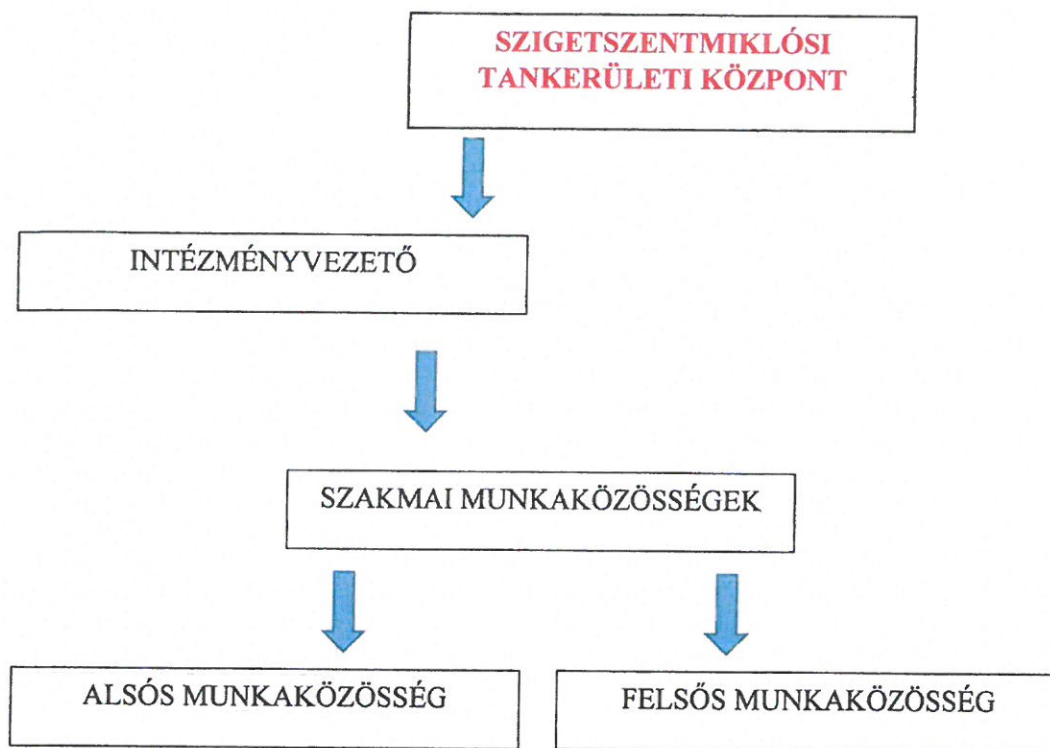 SZIGETSZENTMIKLÓSI
TANKERÜLETI KÖZPONT
INTÉZMÉNYVEZETŐ
SZAKMAI MUNKAKÖZÖSSÉGEK
ALSÓS MUNKAKÖZÖSSÉG
FELSŐS MUNKAKÖZÖSSÉG